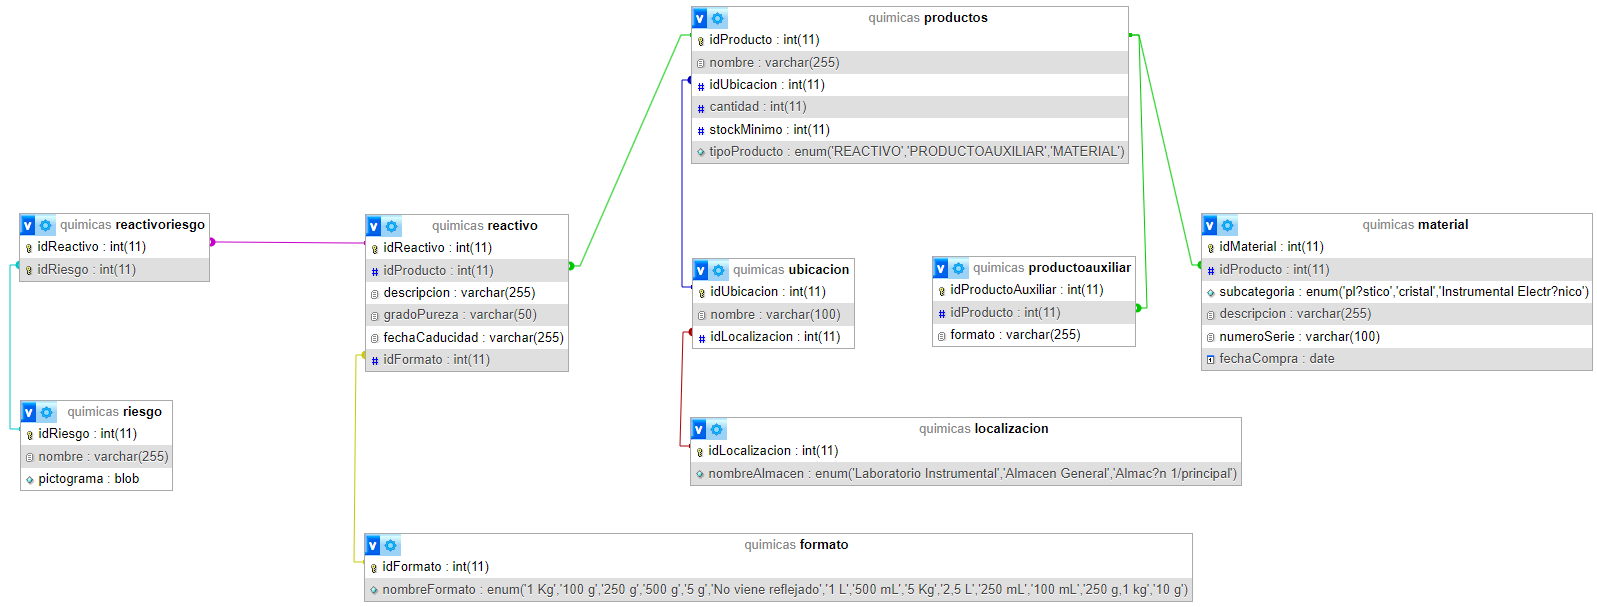 quimicas productos
idProducto : int(11)
nombre : varchar(255)
idUbicacion : int(11)
cantidad : int(11)
stockMinimo : int(11)
tipoProducto : enum('REACTIVO','PRODUCTOAUXILIAR','MATERIAL')
quimicas reactivoriesgo
idReactivo : int(11)
idRiesgo : int(11)
quimicas reactivo
idReactivo : int(11)
idProducto : int(11)
descripcion : varchar(255)
gradoPureza : varchar(50)
fechaCaducidad : varchar(255)
idFormato : int(11)
quimicas ubicacion
idUbicacion : int(11)
nombre : varchar(100)
idLocalizacion : int(11)
quimicas productoauxiliar
idProductoAuxiliar : int(11)
idProducto : int(11)
formato : varchar(255)
quimicas material
idMaterial : int(11)
idProducto : int(11)
subcategoria : enum('pl?stico','cristal','Instrumental Electr?nico')
descripcion : varchar(255)
numeroSerie : varchar(100)
fechaCompra : date
quimicas riesgo
idRiesgo : int(11)
nombre : varchar(255)
pictograma : blob
quimicas localizacion
idLocalizacion : int(11)
nombreAlmacen : enum('Laboratorio Instrumental','Almacen General','Almac?n 1/principal')
quimicas formato
idFormato : int(11)
nombreFormato : enum('1 Kg','100 g','250 g','500 g','5 g','No viene reflejado','1 L','500 mL','5 Kg','2,5 L','250 mL','100 mL','250 g,1 kg','10 g')